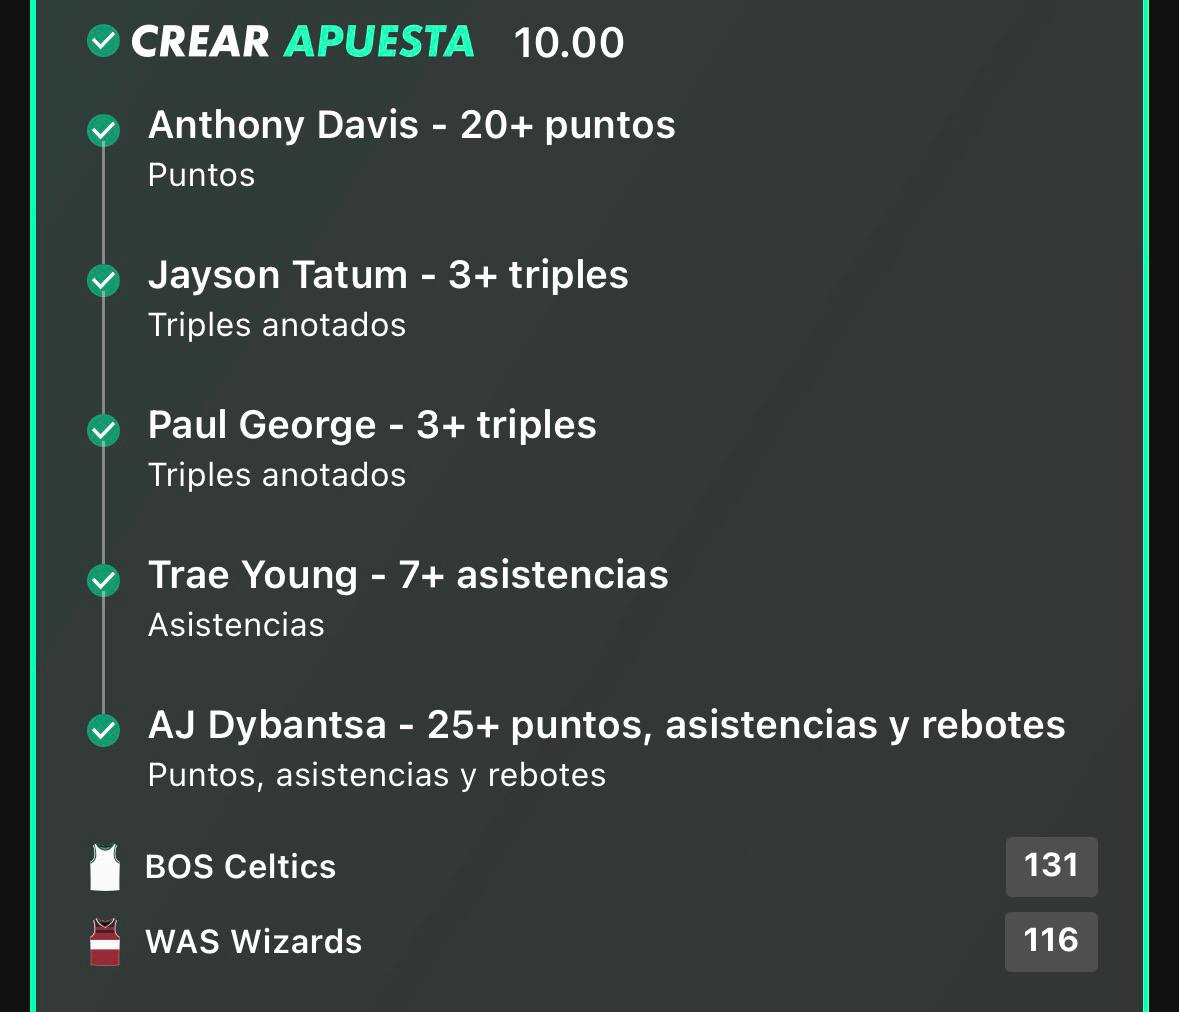 CREAR APUESTA 10.00
Anthony Davis - 20+ puntos
Puntos
Jayson Tatum - 3+ triples
Triples anotados
Paul George - 3+ triples
Triples anotados
Trae Young - 7+ asistencias
Asistencias
AJ Dybantsa - 25+ puntos, asistencias y rebotes
Puntos, asistencias y rebotes
BOS Celtics 131
WAS Wizards 116